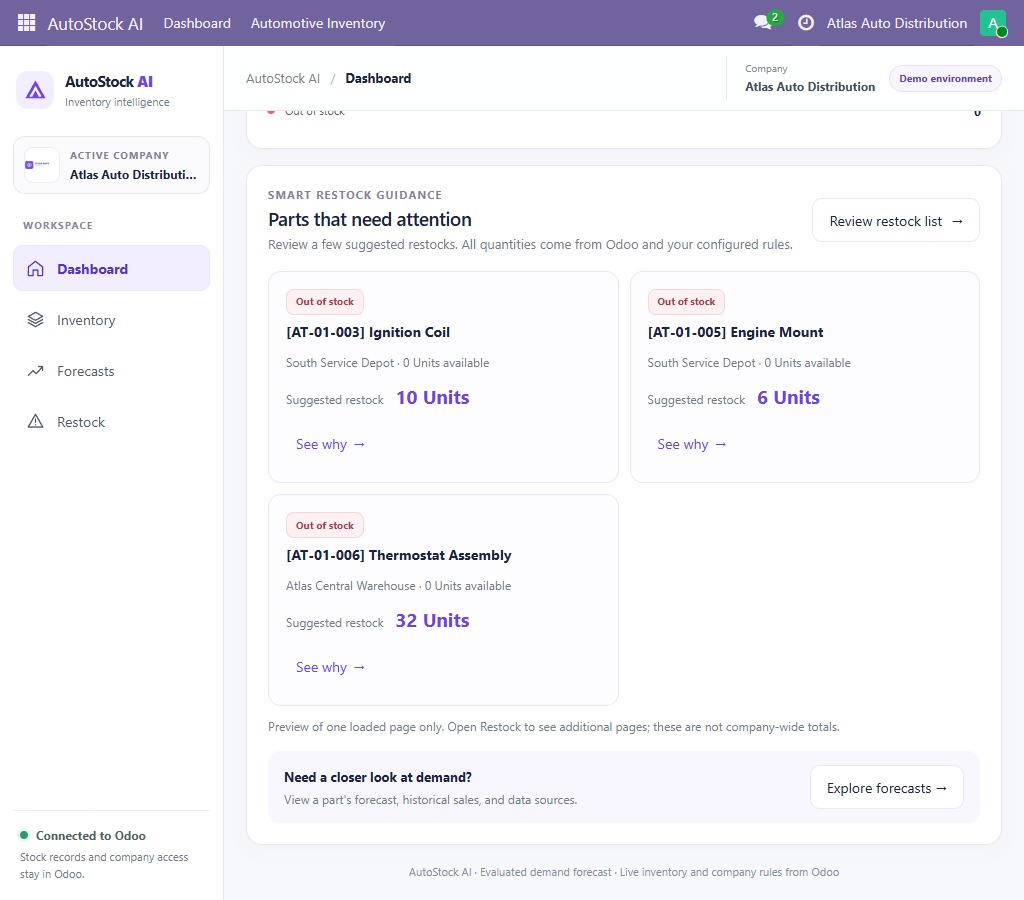 AutoStock AI Dashboard Automotive Inventory 2 Atlas Auto Distribution A
AutoStock AI
Inventory intelligence
ACTIVE COMPANY
Atlas Auto Distributi...
WORKSPACE
Dashboard
Inventory
Forecasts
Restock
Connected to Odoo
Stock records and company access
stay in Odoo.
AutoStock AI / Dashboard
Company
Atlas Auto Distribution
Demo environment
Out of stock 0
SMART RESTOCK GUIDANCE
Parts that need attention
Review a few suggested restocks. All quantities come from Odoo and your configured rules.
Review restock list →
Out of stock
[AT-01-003] Ignition Coil
South Service Depot · 0 Units available
Suggested restock 10 Units
See why →
Out of stock
[AT-01-005] Engine Mount
South Service Depot · 0 Units available
Suggested restock 6 Units
See why →
Out of stock
[AT-01-006] Thermostat Assembly
Atlas Central Warehouse · 0 Units available
Suggested restock 32 Units
See why →
Preview of one loaded page only. Open Restock to see additional pages; these are not company-wide totals.
Need a closer look at demand?
View a part's forecast, historical sales, and data sources.
Explore forecasts →
AutoStock AI · Evaluated demand forecast · Live inventory and company rules from Odoo